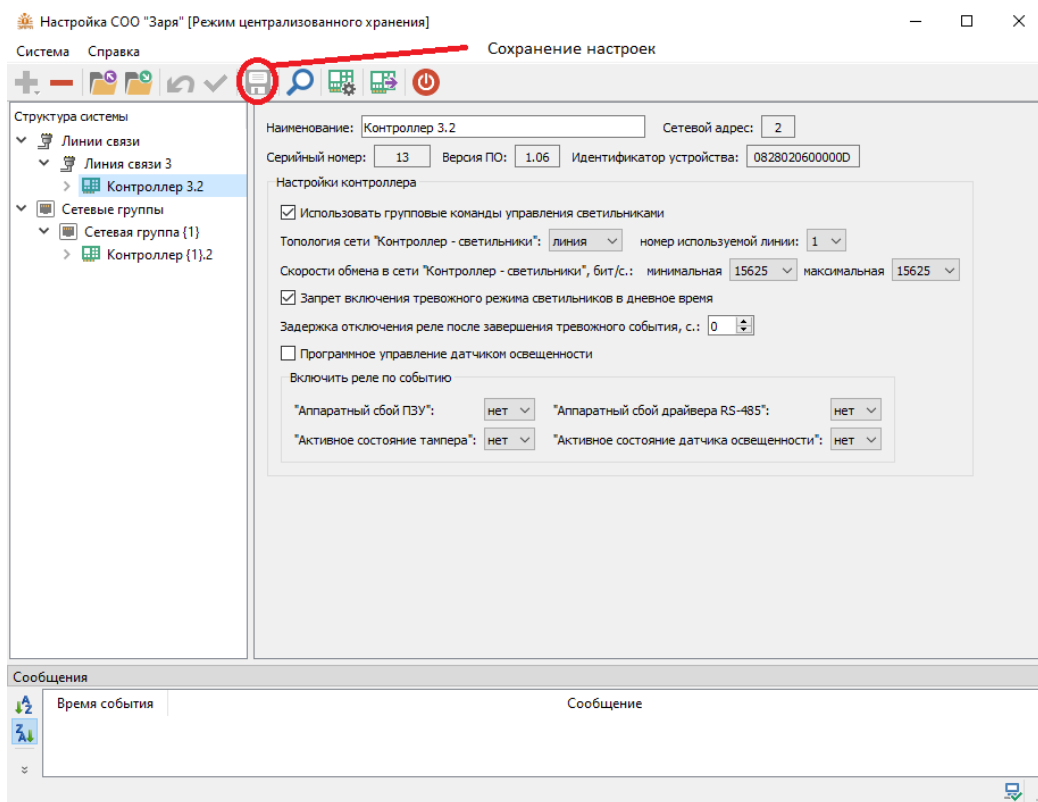 Настройка СОО "Заря" [Режим централизованного хранения]
Система Справка
Сохранение настроек
Структура системы
Линии связи
Линия связи 3
Контроллер 3.2
Сетевые группы
Сетевая группа {1}
Контроллер {1}.2
Наименование: Контроллер 3.2 Сетевой адрес: 2
Серийный номер: 13 Версия ПО: 1.06 Идентификатор устройства: 0828020600000D
Настройки контроллера
Использовать групповые команды управления светильниками
Топология сети "Контроллер - светильники": линия номер используемой линии: 1
Скорости обмена в сети "Контроллер - светильники", бит/с.: минимальная 15625 максимальная 15625
Запрет включения тревожного режима светильников в дневное время
Задержка отключения реле после завершения тревожного события, с.: 0
Программное управление датчиком освещенности
Включить реле по событию
"Аппаратный сбой ПЗУ": нет "Аппаратный сбой драйвера RS-485": нет
"Активное состояние тампера": нет "Активное состояние датчика освещенности": нет
Сообщения
Время события Сообщение